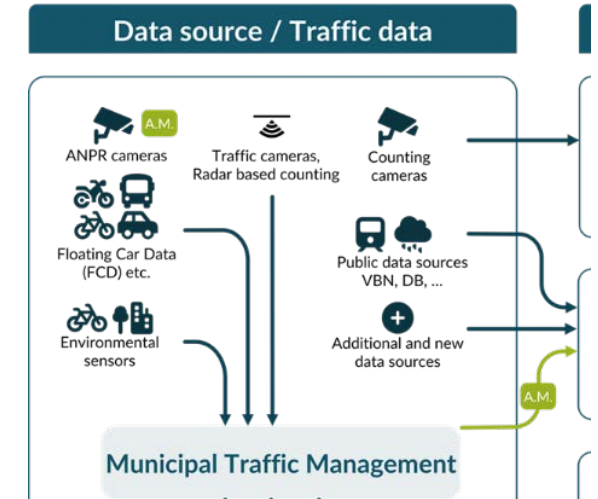 Data source / Traffic data
A.M.
ANPR cameras
Traffic cameras,
Radar based counting
Counting
cameras
Floating Car Data
(FCD) etc.
Public data sources
VBN, DB, ...
Environmental
sensors
Additional and new
data sources
A.M.
Municipal Traffic Management